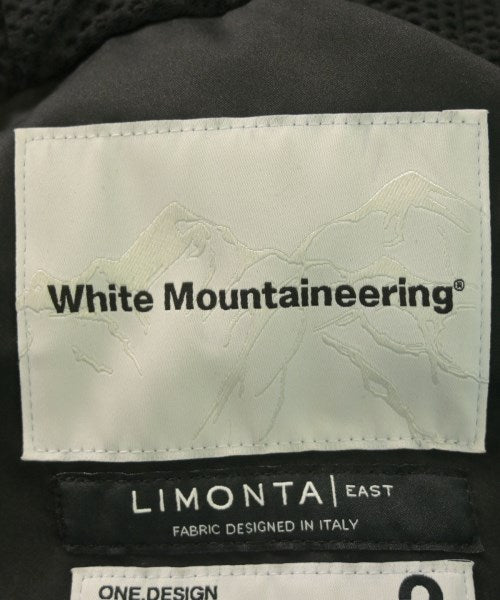 White Mountaineering®
LIMONTA | EAST
FABRIC DESIGNED IN ITALY
ONE.DESIGN